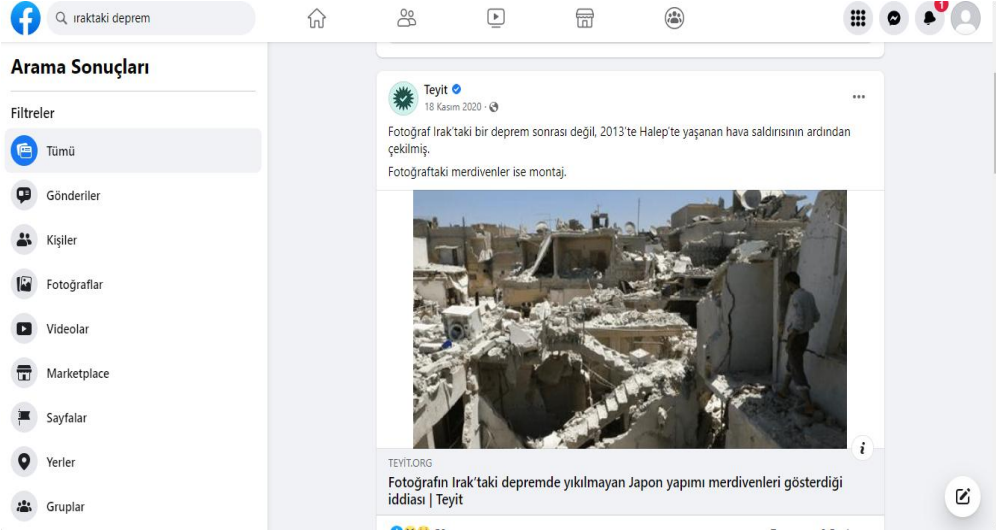 ıraktaki deprem
1
Arama Sonuçları
Filtreler
Tümü
Gönderiler
Kişiler
Fotoğraflar
Videolar
Marketplace
Sayfalar
Yerler
Gruplar
Teyit
18 Kasım 2020 ·
Fotoğraf Irak'taki bir deprem sonrası değil, 2013'te Halep'te yaşanan hava saldırısının ardından
çekilmiş.
Fotoğraftaki merdivenler ise montaj.
TEYIT.ORG
Fotoğrafın Irak'taki depremde yıkılmayan Japon yapımı merdivenleri gösterdiği
iddiası | Teyit